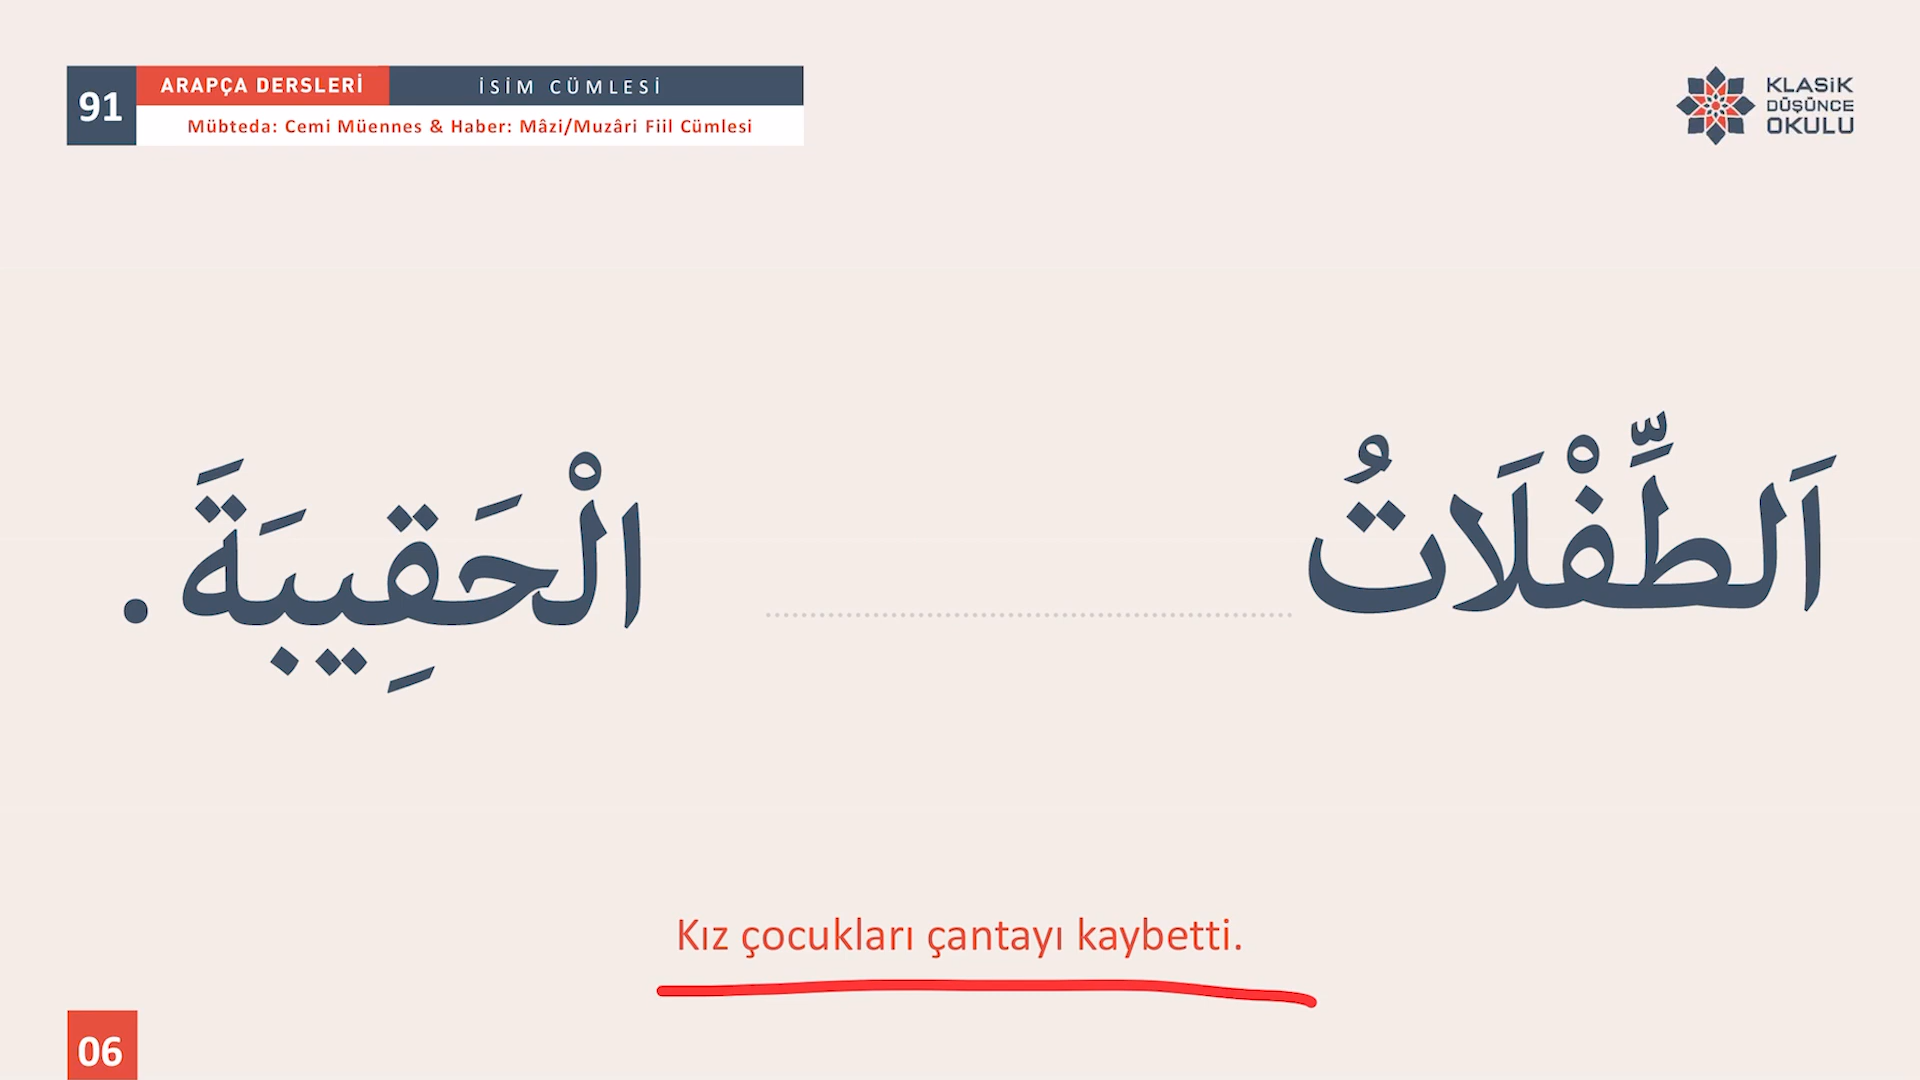 91
ARAPÇA DERSLERİ
İSİM CÜMLESİ
Mübteda: Cemi Müennes & Haber: Mâzi/Muzâri Fiil Cümlesi
KLASİK
DÜŞÜNCE
OKULU
اَلطِّفْلَاتُ ........................ الْحَقِيبَةَ .
Kız çocukları çantayı kaybetti.
06